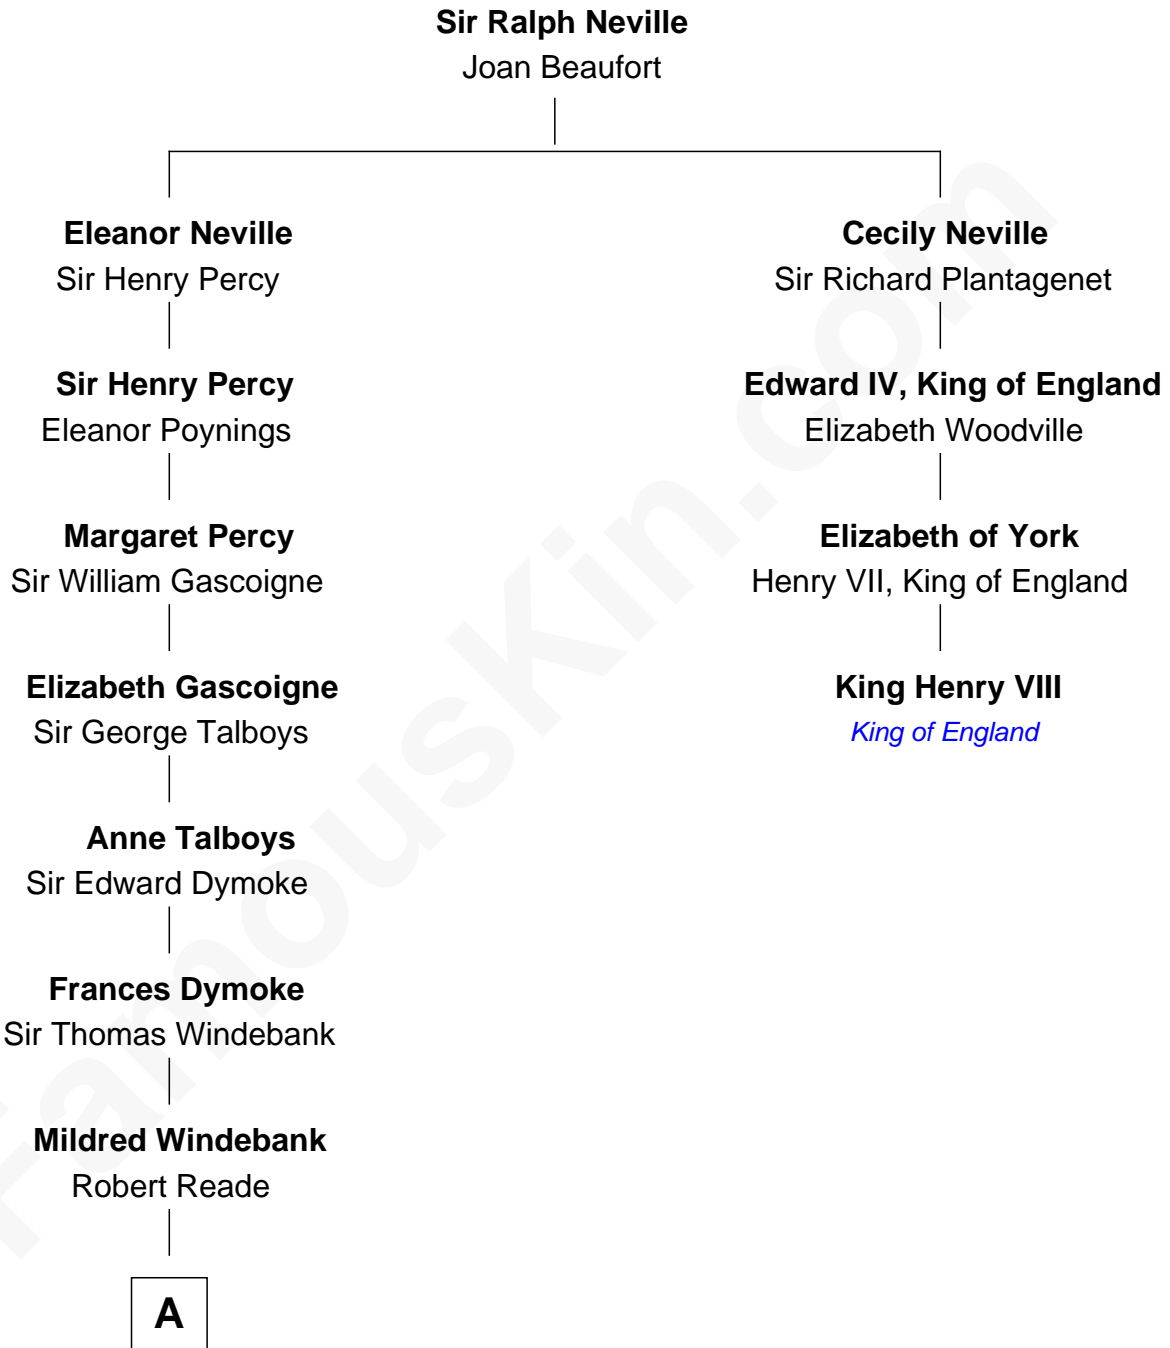 Sir Ralph Neville
Joan Beaufort
Eleanor Neville
Sir Henry Percy
Cecily Neville
Sir Richard Plantagenet
Sir Henry Percy
Eleanor Poynings
Edward IV, King of England
Elizabeth Woodville
Margaret Percy
Sir William Gascoigne
Elizabeth of York
Henry VII, King of England
Elizabeth Gascoigne
Sir George Talboys
King Henry VIII
King of England
Anne Talboys
Sir Edward Dymoke
Frances Dymoke
Sir Thomas Windebank
Mildred Windebank
Robert Reade
A
FamousKin.com